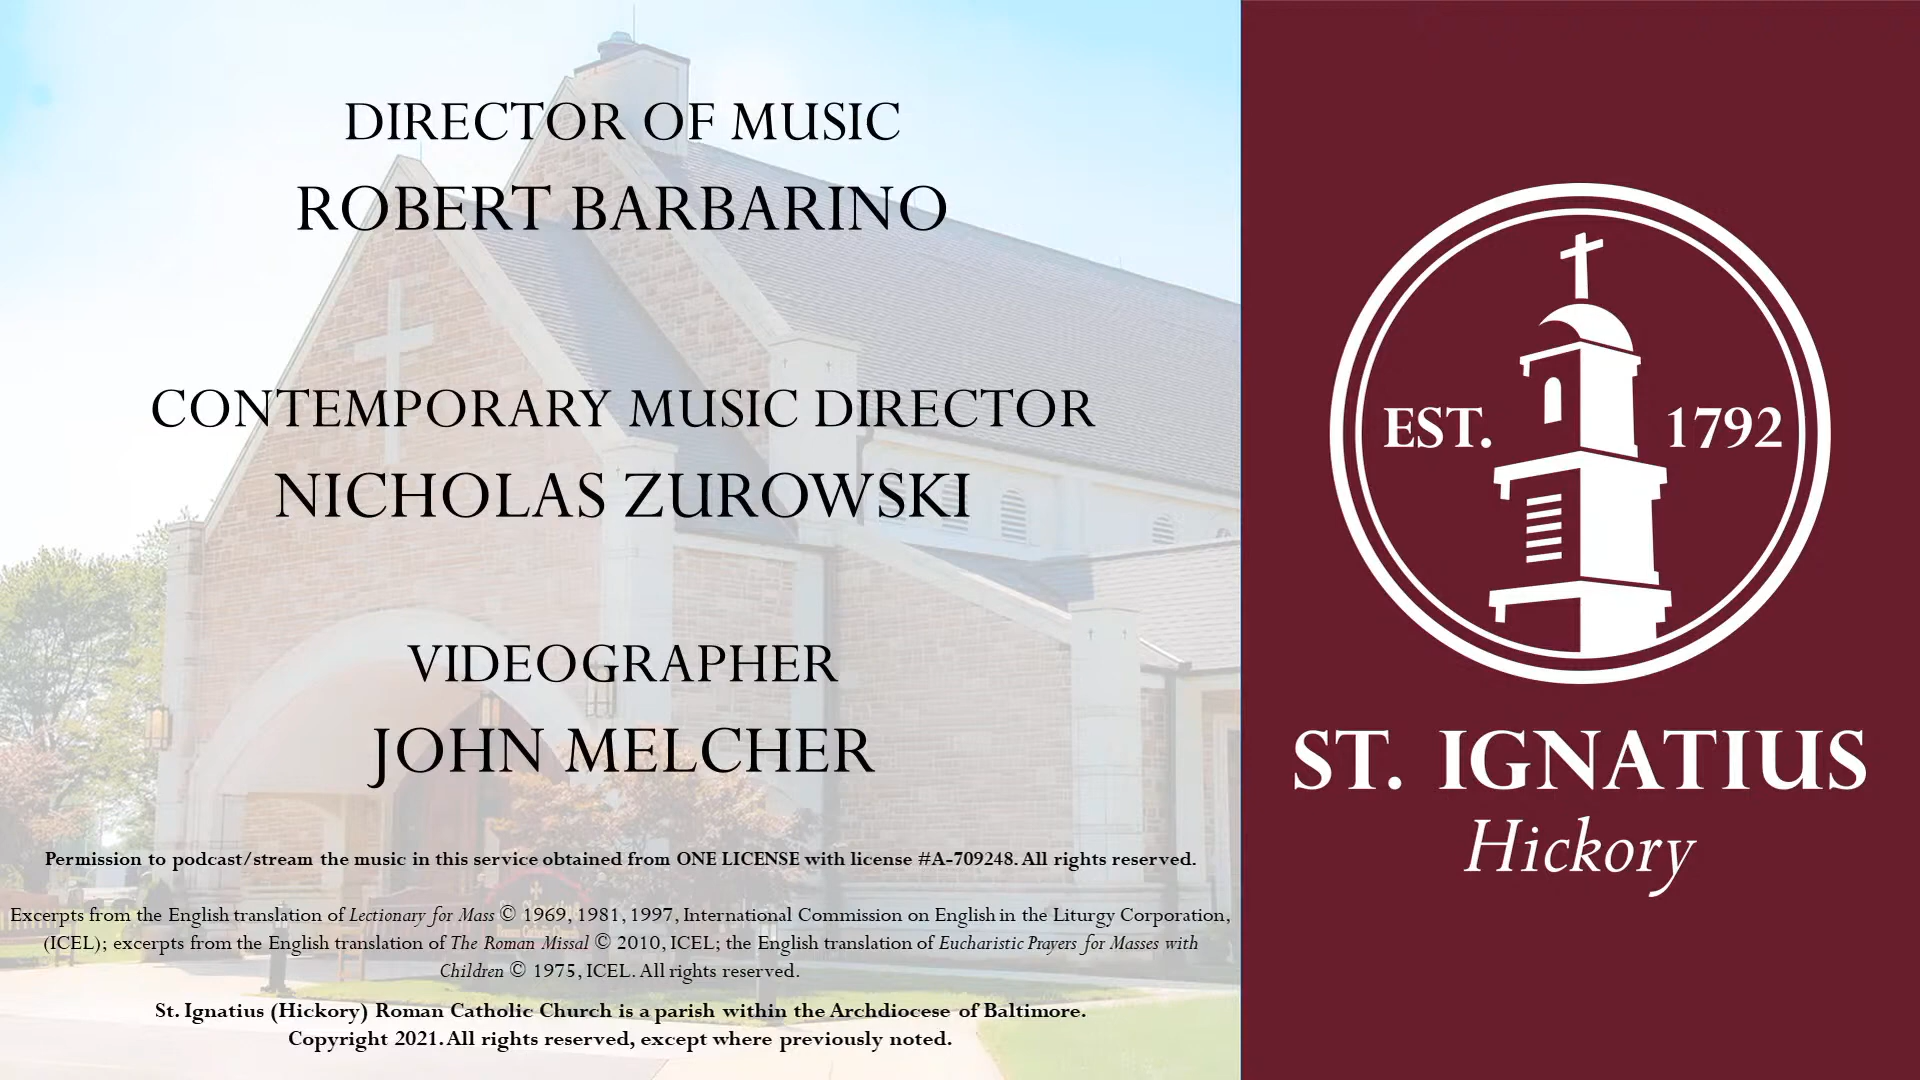 DIRECTOR OF MUSIC
ROBERT BARBARINO
CONTEMPORARY MUSIC DIRECTOR
NICHOLAS ZUROWSKI
VIDEOGRAPHER
JOHN MELCHER
Permission to podcast/stream the music in this service obtained from ONE LICENSE with license #A-709248. All rights reserved.
Excerpts from the English translation of Lectionary for Mass © 1969, 1981, 1997, International Commission on English in the Liturgy Corporation,
(ICEL); excerpts from the English translation of The Roman Missal © 2010, ICEL; the English translation of Eucharistic Prayers for Masses with
Children © 1975, ICEL. All rights reserved.
St. Ignatius (Hickory) Roman Catholic Church is a parish within the Archdiocese of Baltimore.
Copyright 2021. All rights reserved, except where previously noted.
EST. 1792
ST. IGNATIUS
Hickory